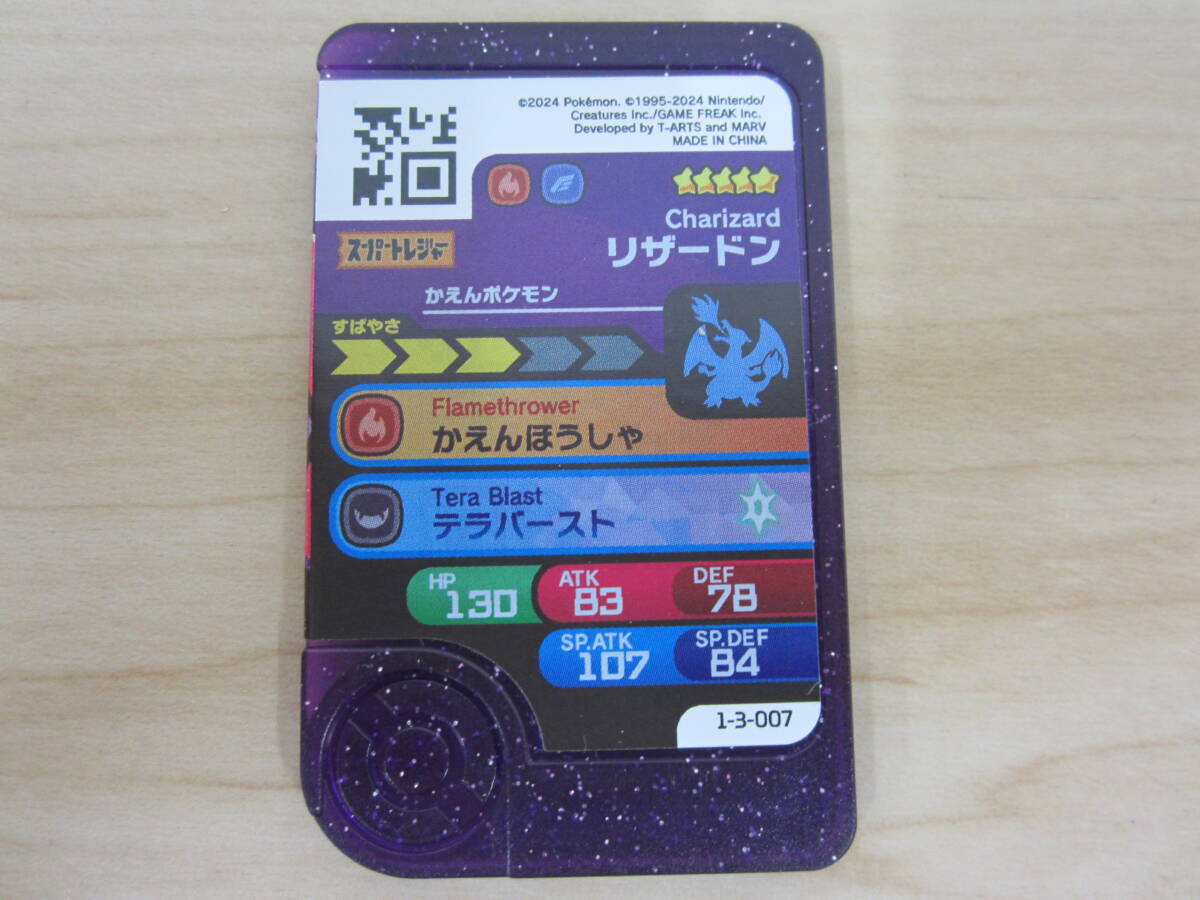 ©2024 Pokémon. ©1995-2024 Nintendo/
Creatures Inc./GAME FREAK Inc.
Developed by T-ARTS and MARV
MADE IN CHINA
Charizard
リザードン
スーパートレジャー
かえんポケモン
すばやさ
Flamethrower
かえんほうしゃ
Tera Blast
テラバースト
HP
130
ATK
83
DEF
78
SP.ATK
107
SP.DEF
84
1-3-007